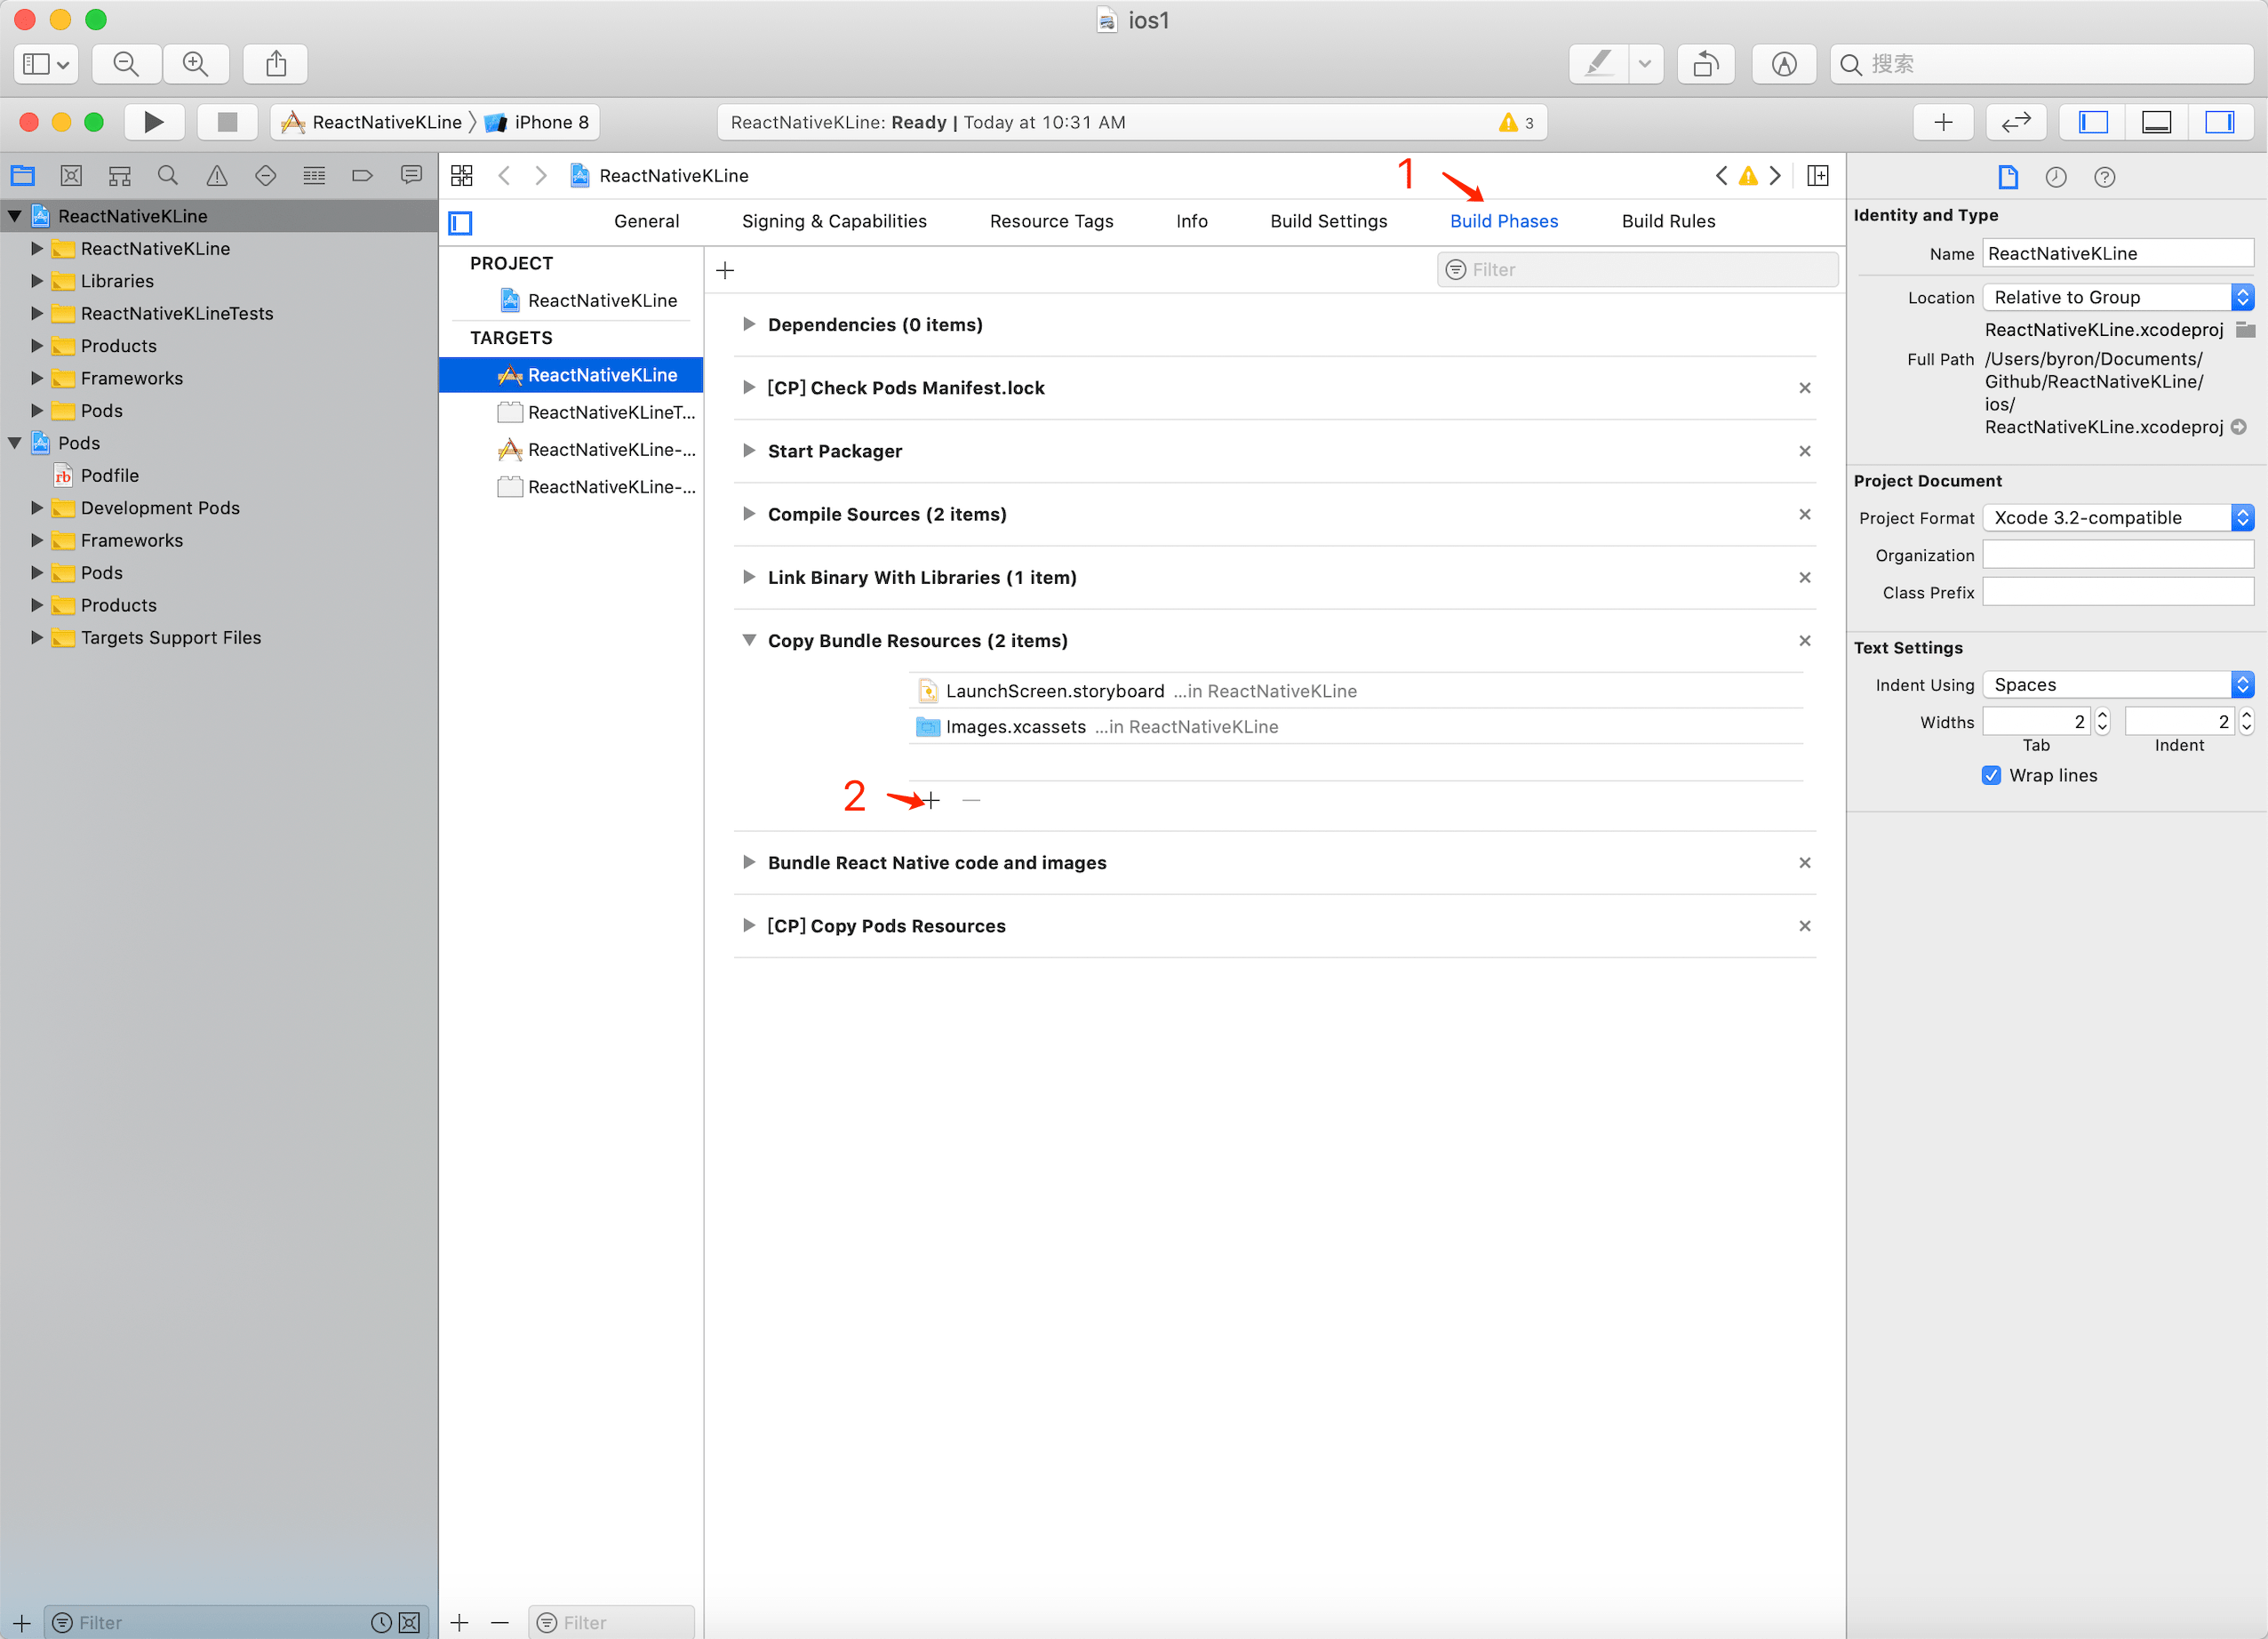 ios1
搜索
ReactNativeKLine
iPhone 8
ReactNativeKLine: Ready | Today at 10:31 AM
3
ReactNativeKLine
1
General
Signing & Capabilities
Resource Tags
Info
Build Settings
Build Phases
Build Rules
ReactNativeKLine
ReactNativeKLine
Libraries
ReactNativeKLineTests
Products
Frameworks
Pods
Pods
rb
Podfile
Development Pods
Frameworks
Pods
Products
Targets Support Files
Filter
PROJECT
ReactNativeKLine
TARGETS
ReactNativeKLine
ReactNativeKLineT...
ReactNativeKLine-...
ReactNativeKLine-...
Filter
Filter
Dependencies (0 items)
[CP] Check Pods Manifest.lock
Start Packager
Compile Sources (2 items)
Link Binary With Libraries (1 item)
Copy Bundle Resources (2 items)
LaunchScreen.storyboard ...in ReactNativeKLine
Images.xcassets ...in ReactNativeKLine
2
Bundle React Native code and images
[CP] Copy Pods Resources
Identity and Type
Name ReactNativeKLine
Location Relative to Group
ReactNativeKLine.xcodeproj
Full Path /Users/byron/Documents/
Github/ReactNativeKLine/
ios/
ReactNativeKLine.xcodeproj
Project Document
Project Format Xcode 3.2-compatible
Organization
Class Prefix
Text Settings
Indent Using Spaces
Widths 2 2
Tab Indent
Wrap lines